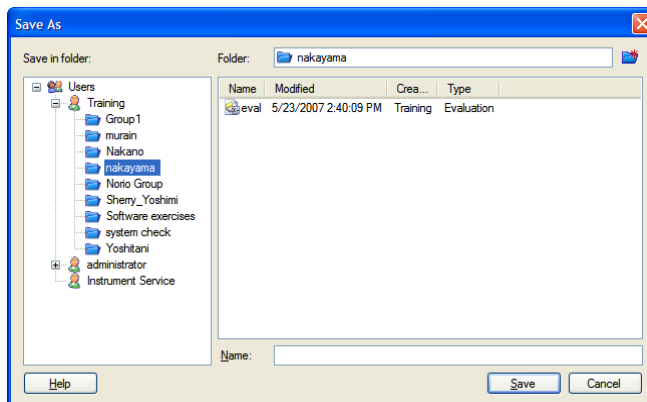 Save As
Save in folder:
Folder:
nakayama
Users
Training
Group1
murain
Nakano
nakayama
Norio Group
Sherry_Yoshimi
Software exercises
system check
Yoshitani
administrator
Instrument Service
Name Modified Crea... Type
eval 5/23/2007 2:40:09 PM Training Evaluation
Name:
Help
Save
Cancel